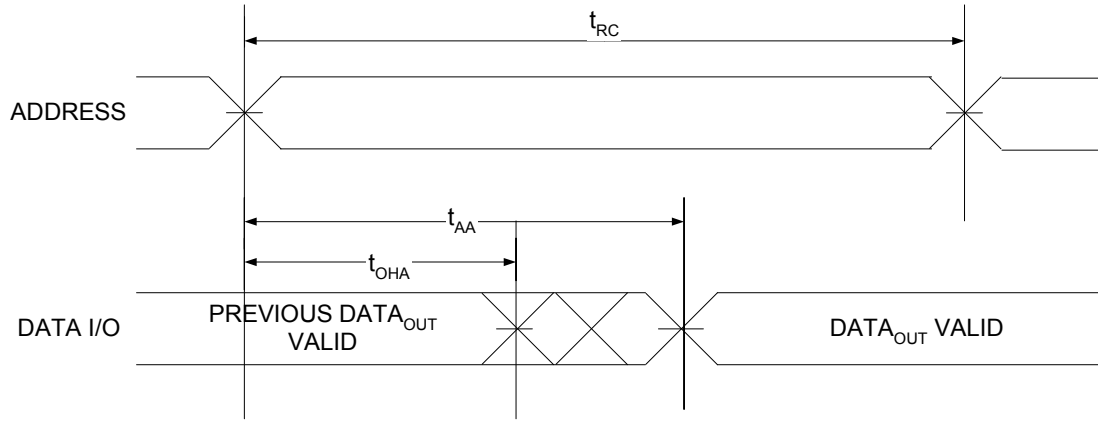 tRC
ADDRESS
tAA
tOHA
DATA I/O
PREVIOUS DATAOUT
VALID
DATAOUT VALID